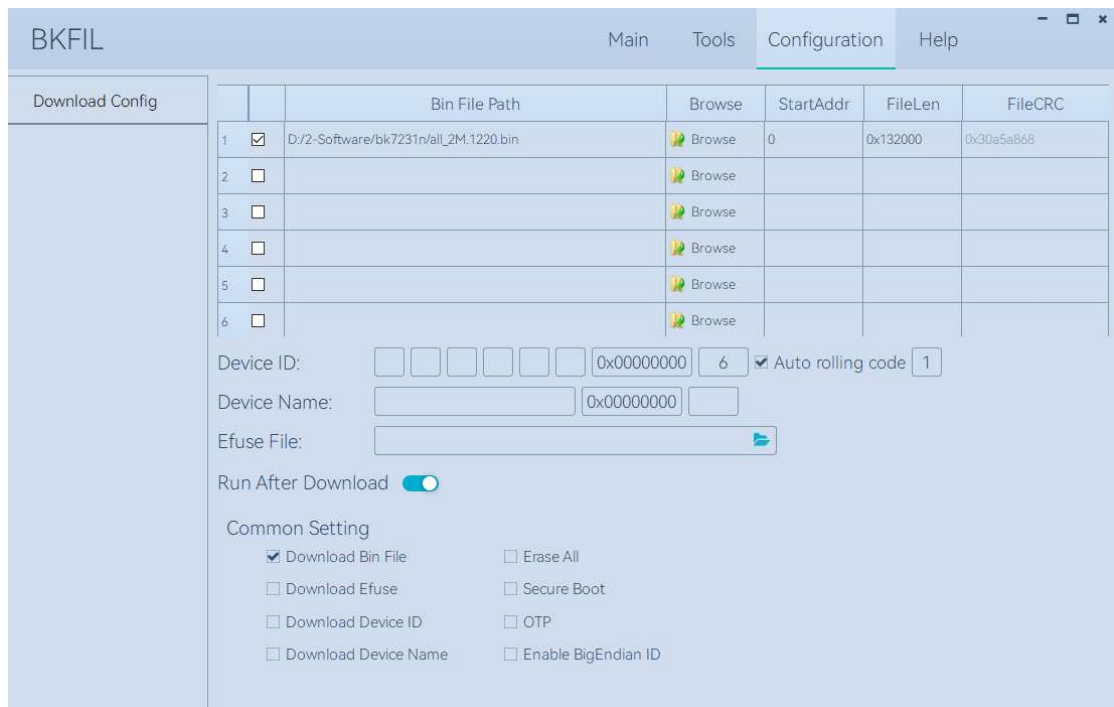 BKFIL Main Tools Configuration Help
Download Config
Bin File Path Browse StartAddr FileLen FileCRC
1 D:/2-Software/bk7231n/all_2M.1220.bin Browse 0 0x132000 0x30a5a868
2 Browse
3 Browse
4 Browse
5 Browse
6 Browse
Device ID: 0x00000000 6 Auto rolling code 1
Device Name: 0x00000000
Efuse File:
Run After Download
Common Setting
Download Bin File Erase All
Download Efuse Secure Boot
Download Device ID OTP
Download Device Name Enable BigEndian ID